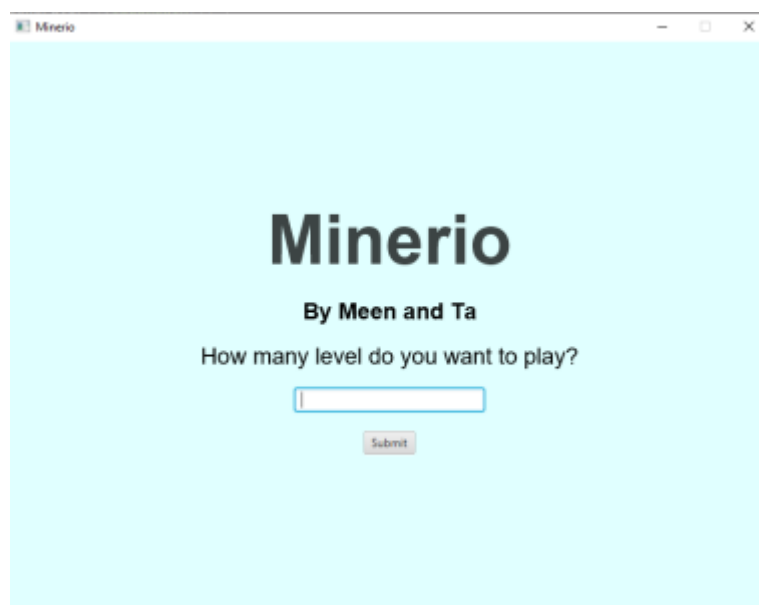 Minerio
Minerio
By Meen and Ta
How many level do you want to play?
Submit